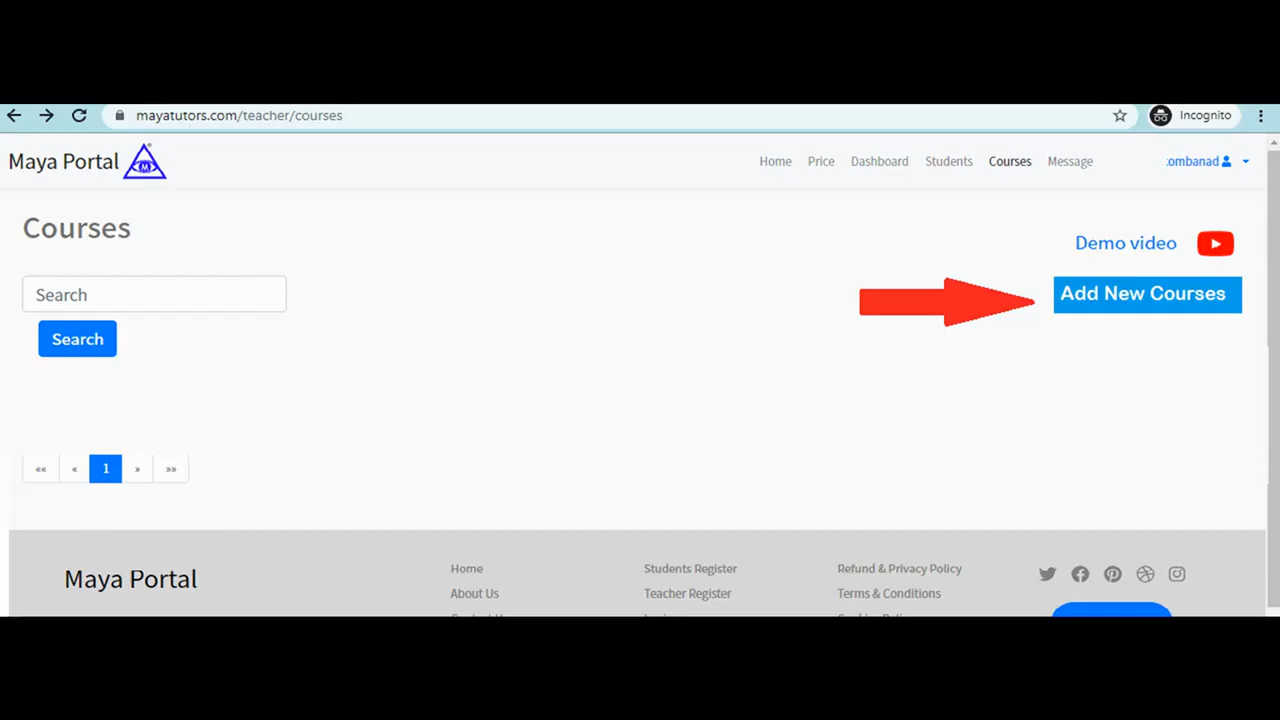 mayatutors.com/teacher/courses
Incognito
Maya Portal
M
Home Price Dashboard Students Courses Message
Courses
Demo video
Search
Add New Courses
Search
«« « 1 » »»
Maya Portal
Home
Students Register
Refund & Privacy Policy
About Us
Teacher Register
Terms & Conditions